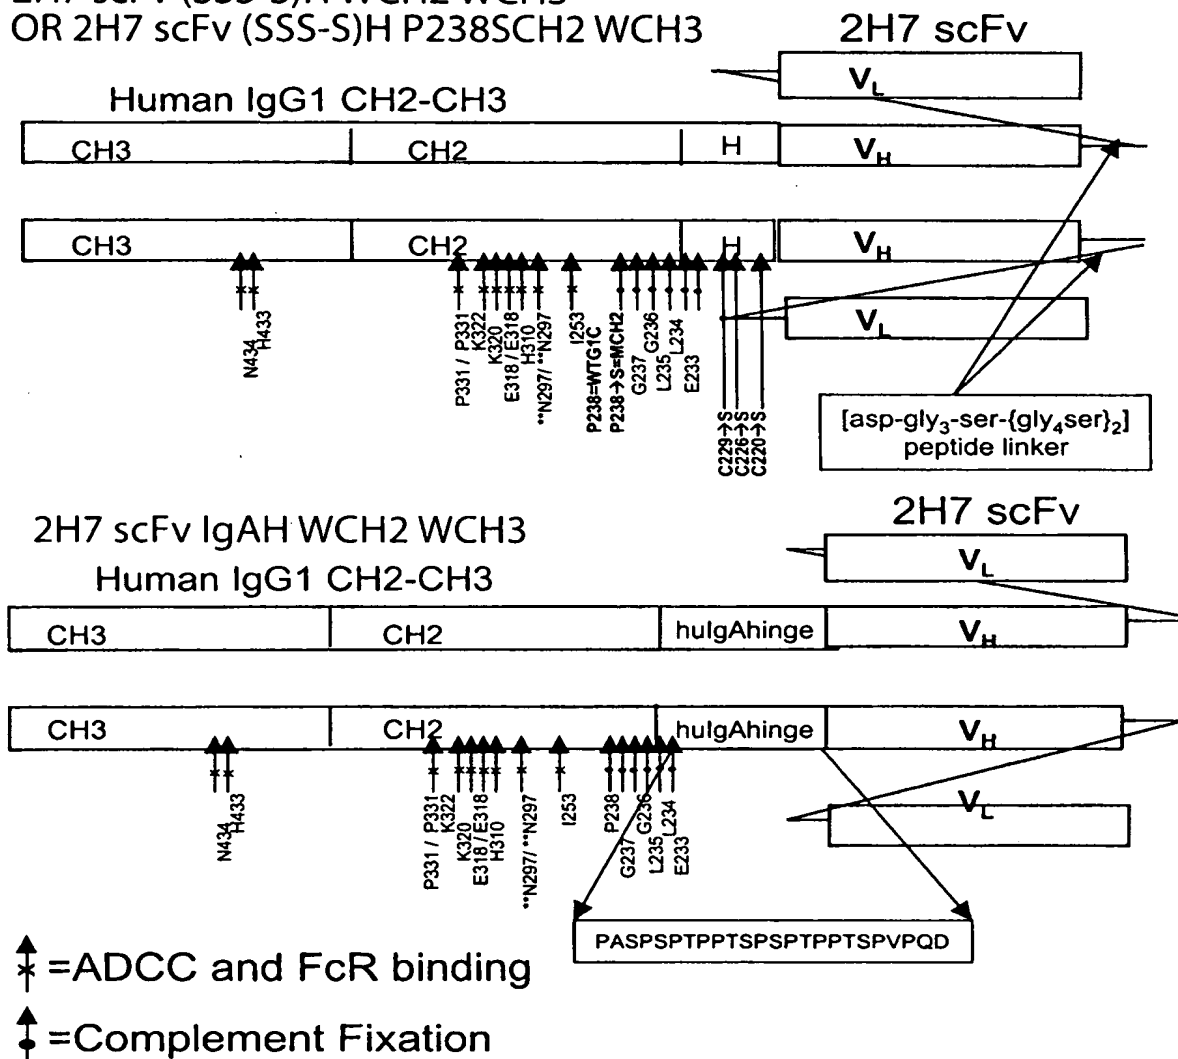 2H7 scFv (SSS-S)H WCH2 WCH3
OR 2H7 scFv (SSS-S)H P238SCH2 WCH3
2H7 scFv
VL
Human IgG1 CH2-CH3
CH3
CH2
H
VH
CH3
CH2
H
VH
VL
N434
H433
P331 / P331
K322
K320
E318 / E318
H310
**N297/ **N297
I253
P238=WTG1C
P238→S=MCH2
G237
G236
L235
L234
E233
C229→S
C226→S
C220→S
[asp-gly3-ser-{gly4ser}2]
peptide linker
2H7 scFv IgAH WCH2 WCH3
2H7 scFv
Human IgG1 CH2-CH3
VL
CH3
CH2
huIgAhinge
VH
CH3
CH2
huIgAhinge
VH
VL
N434
H433
P331 / P331
K322
K320
E318 / E318
H310
**N297/ **N297
I253
P238
G237
G236
L235
L234
E233
PASPSPTPPTSPSPTPPTSPVPQD
=ADCC and FcR binding
=Complement Fixation